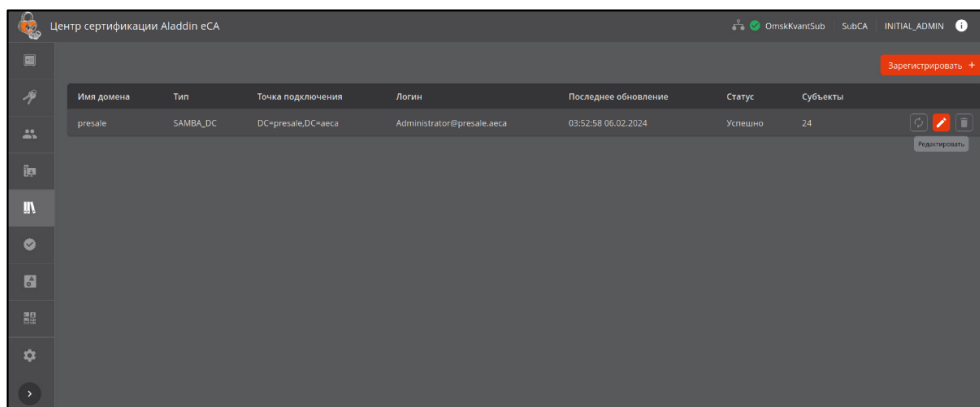 Центр сертификации Aladdin eCA
OmskKvantSub SubCA INITIAL_ADMIN
Зарегистрировать +
Имя домена Тип Точка подключения Логин Последнее обновление Статус Субъекты
presale SAMBA_DC DC=presale,DC=aeca Administrator@presale.aeca 03:52:58 06.02.2024 Успешно 24
Редактировать